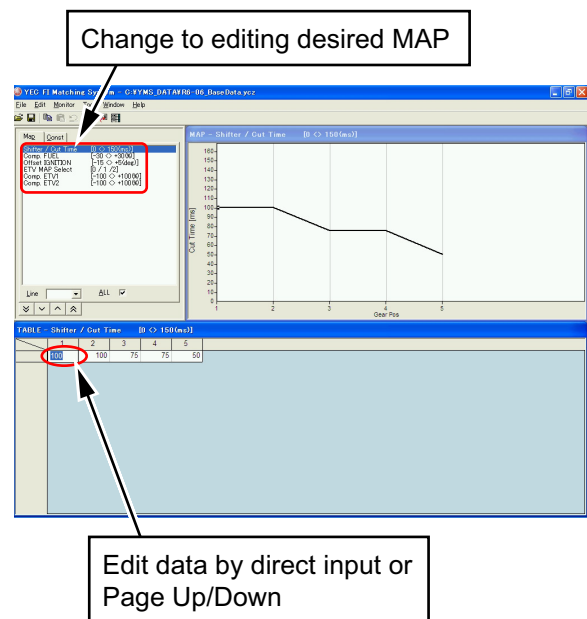 Change to editing desired MAP
YEC FI Matching System - C:¥YMS_DATA¥R6-06_BaseData.ycz
File Edit Monitor Window Help
Map Const
Shifter / Cut Time [0 <> 150(ms)]
Comp. FUEL [-30 <> +30(%)]
Offset IGNITION [-15 <> +5(deg)]
ETV MAP Select [0 / 1 /2]
Comp. ETV1 [-100 <> +100(%)]
Comp. ETV2 [-100 <> +100(%)]
Line ALL
MAP - Shifter / Cut Time [0 <> 150(ms)]
Cut Time [ms]
160
150
140
130
120
110
100
90
80
70
60
50
40
30
20
10
0
1 2 3 4 5
Gear Pos
TABLE - Shifter / Cut Time [0 <> 150(ms)]
1 2 3 4 5
100 100 75 75 50
Edit data by direct input or
Page Up/Down